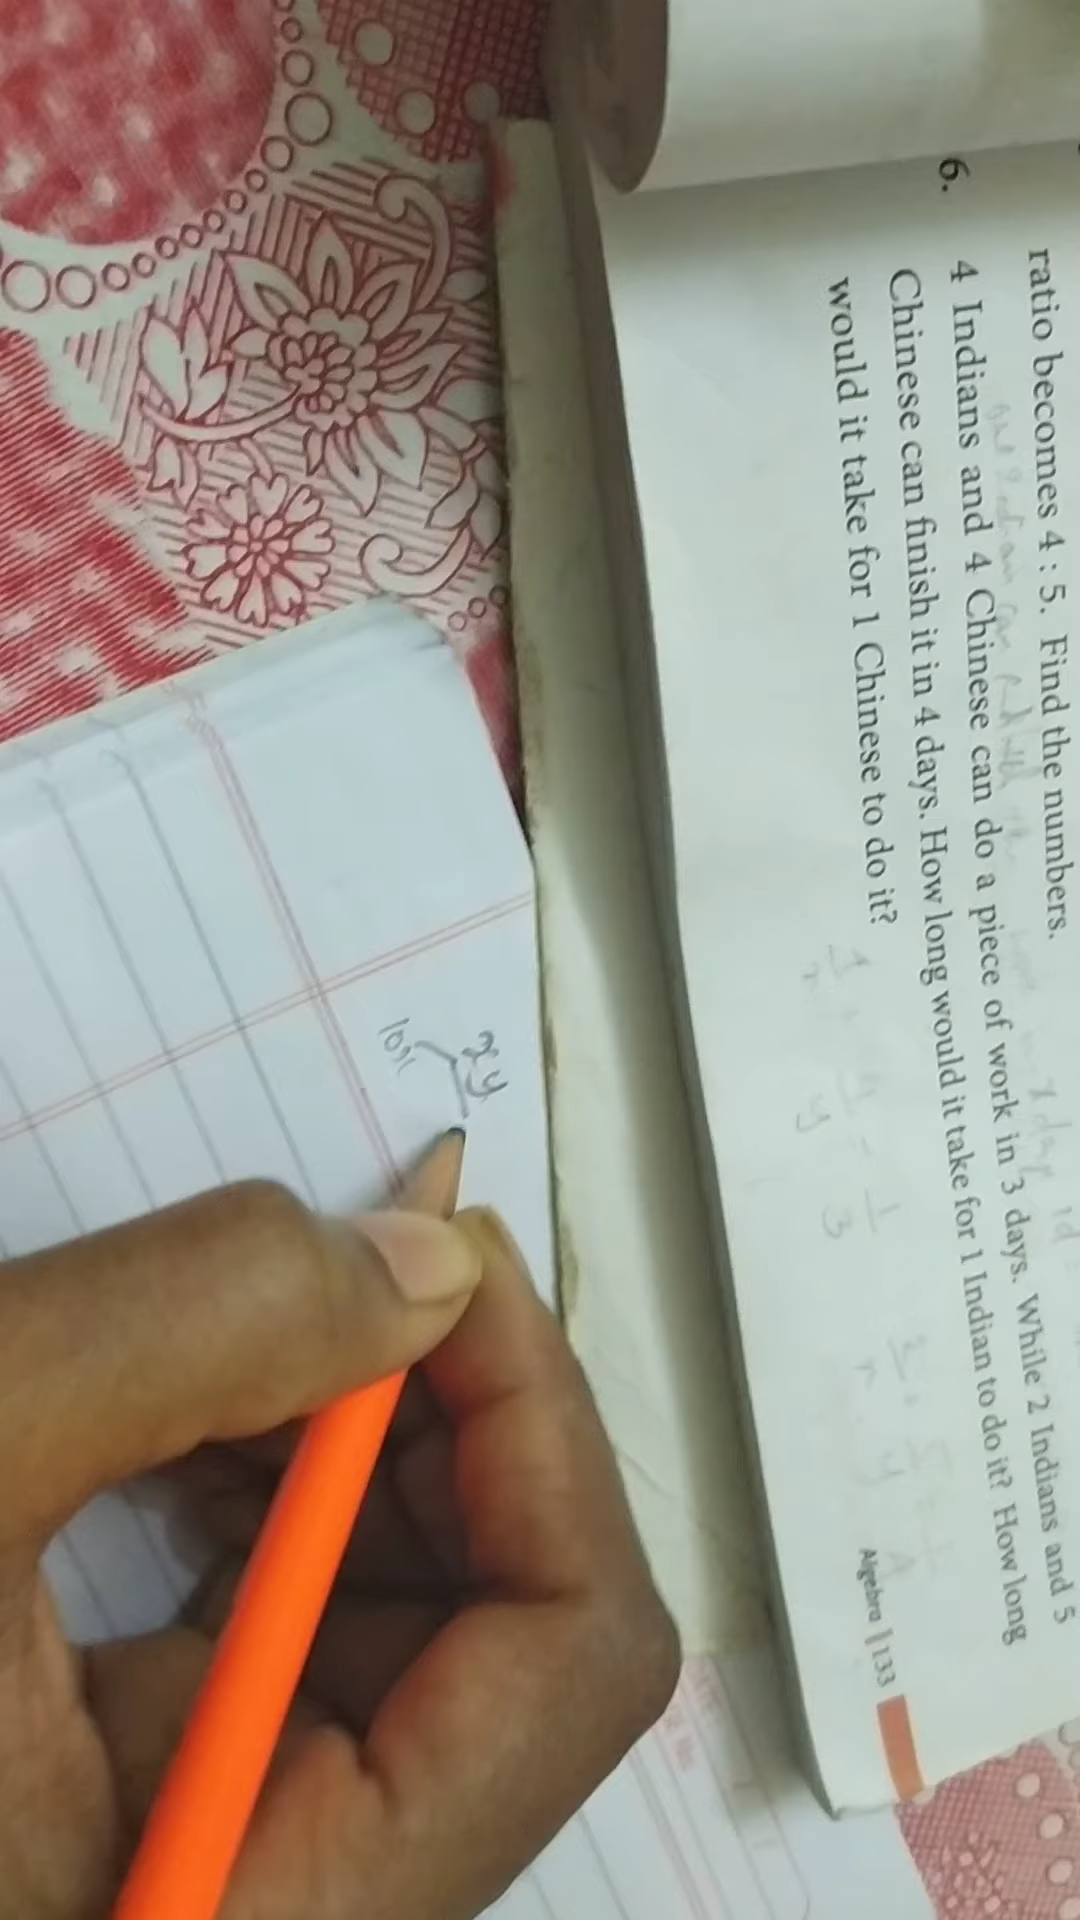 ratio becomes 4 : 5. Find the numbers.
6. 4 Indians and 4 Chinese can do a piece of work in 3 days. While 2 Indians and 5
Chinese can finish it in 4 days. How long would it take for 1 Indian to do it? How long
would it take for 1 Chinese to do it?
Algebra | 133